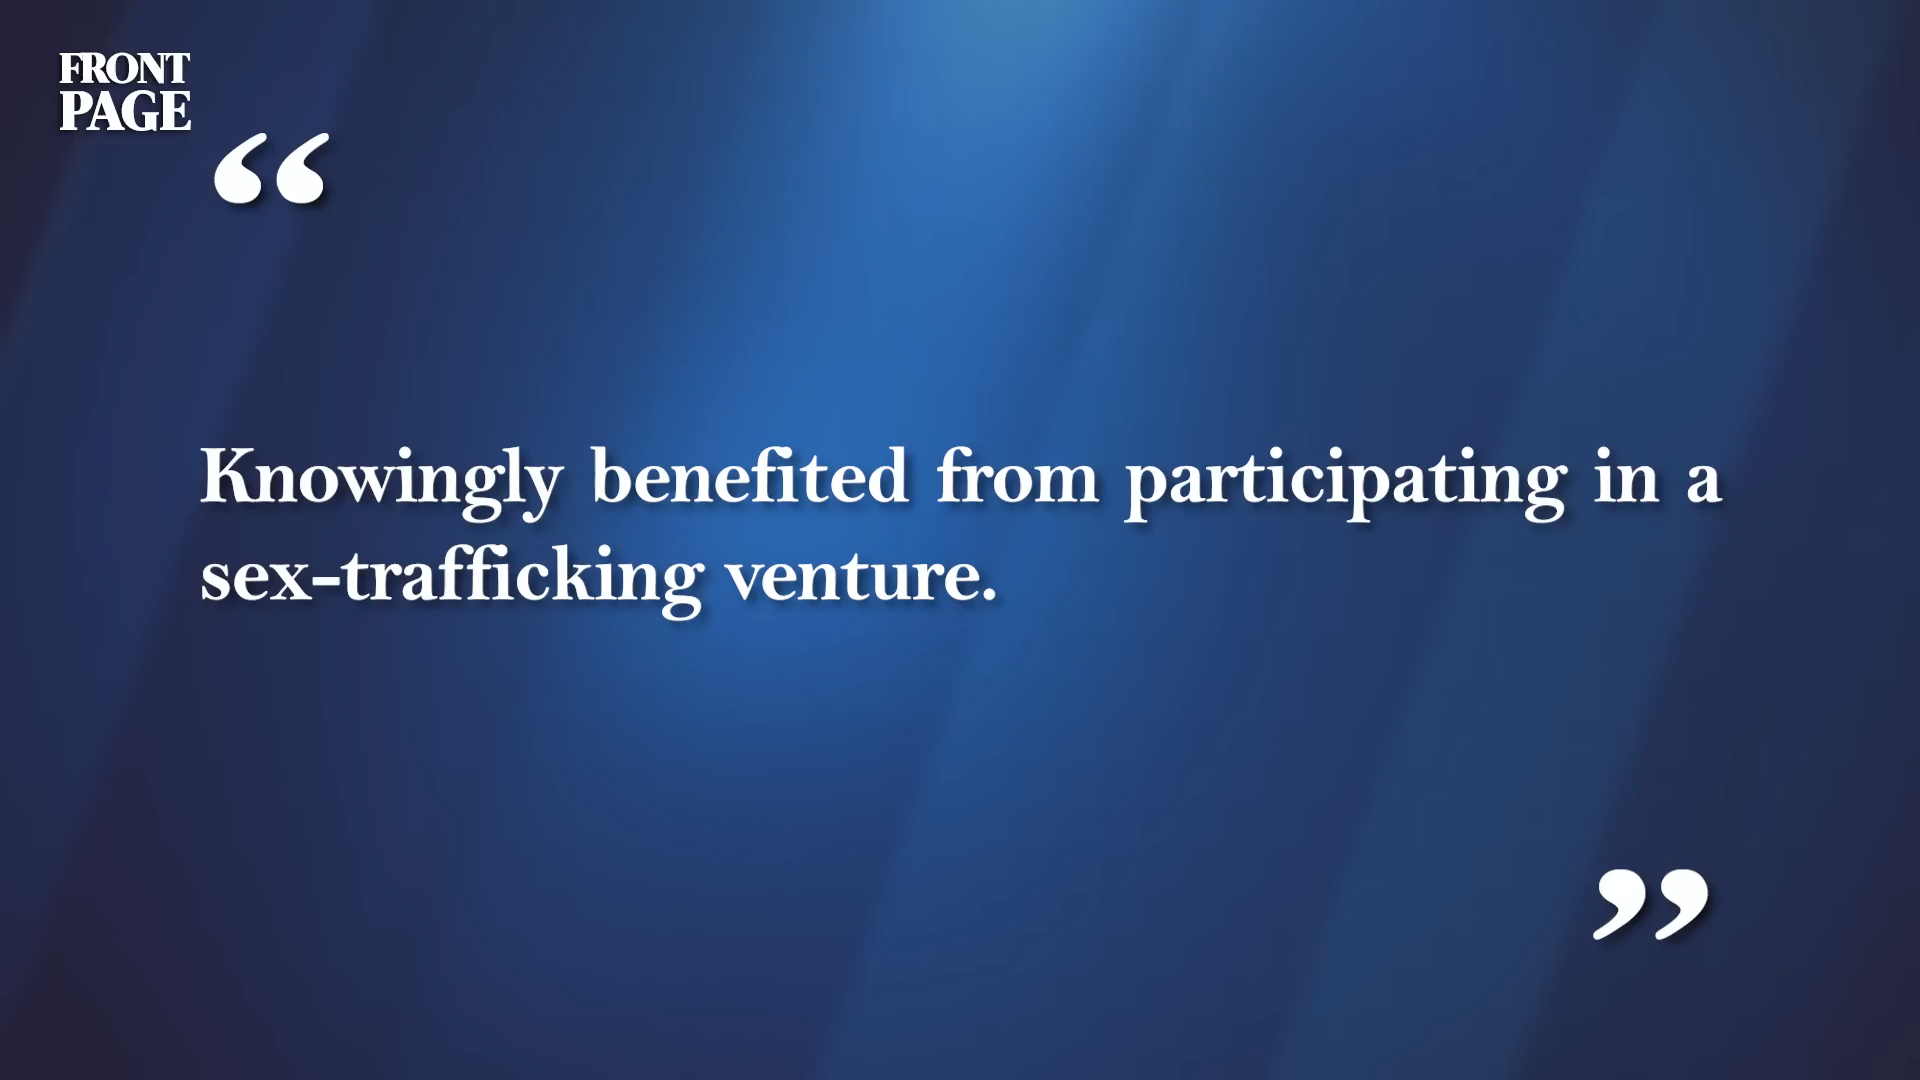 FRONT
PAGE
“
Knowingly benefited from participating in a
sex-trafficking venture.
”